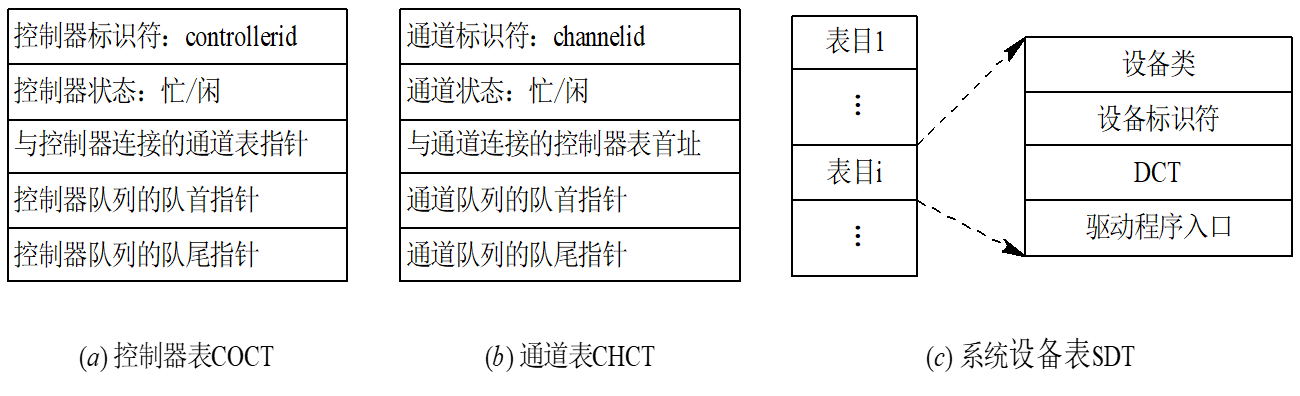 控制器标识符：controllerid
控制器状态：忙/闲
与控制器连接的通道表指针
控制器队列的队首指针
控制器队列的队尾指针
(a) 控制器表COCT
通道标识符：channelid
通道状态：忙/闲
与通道连接的控制器表首址
通道队列的队首指针
通道队列的队尾指针
(b) 通道表CHCT
表目1
⋮
表目i
⋮
设备类
设备标识符
DCT
驱动程序入口
(c) 系统设备表SDT